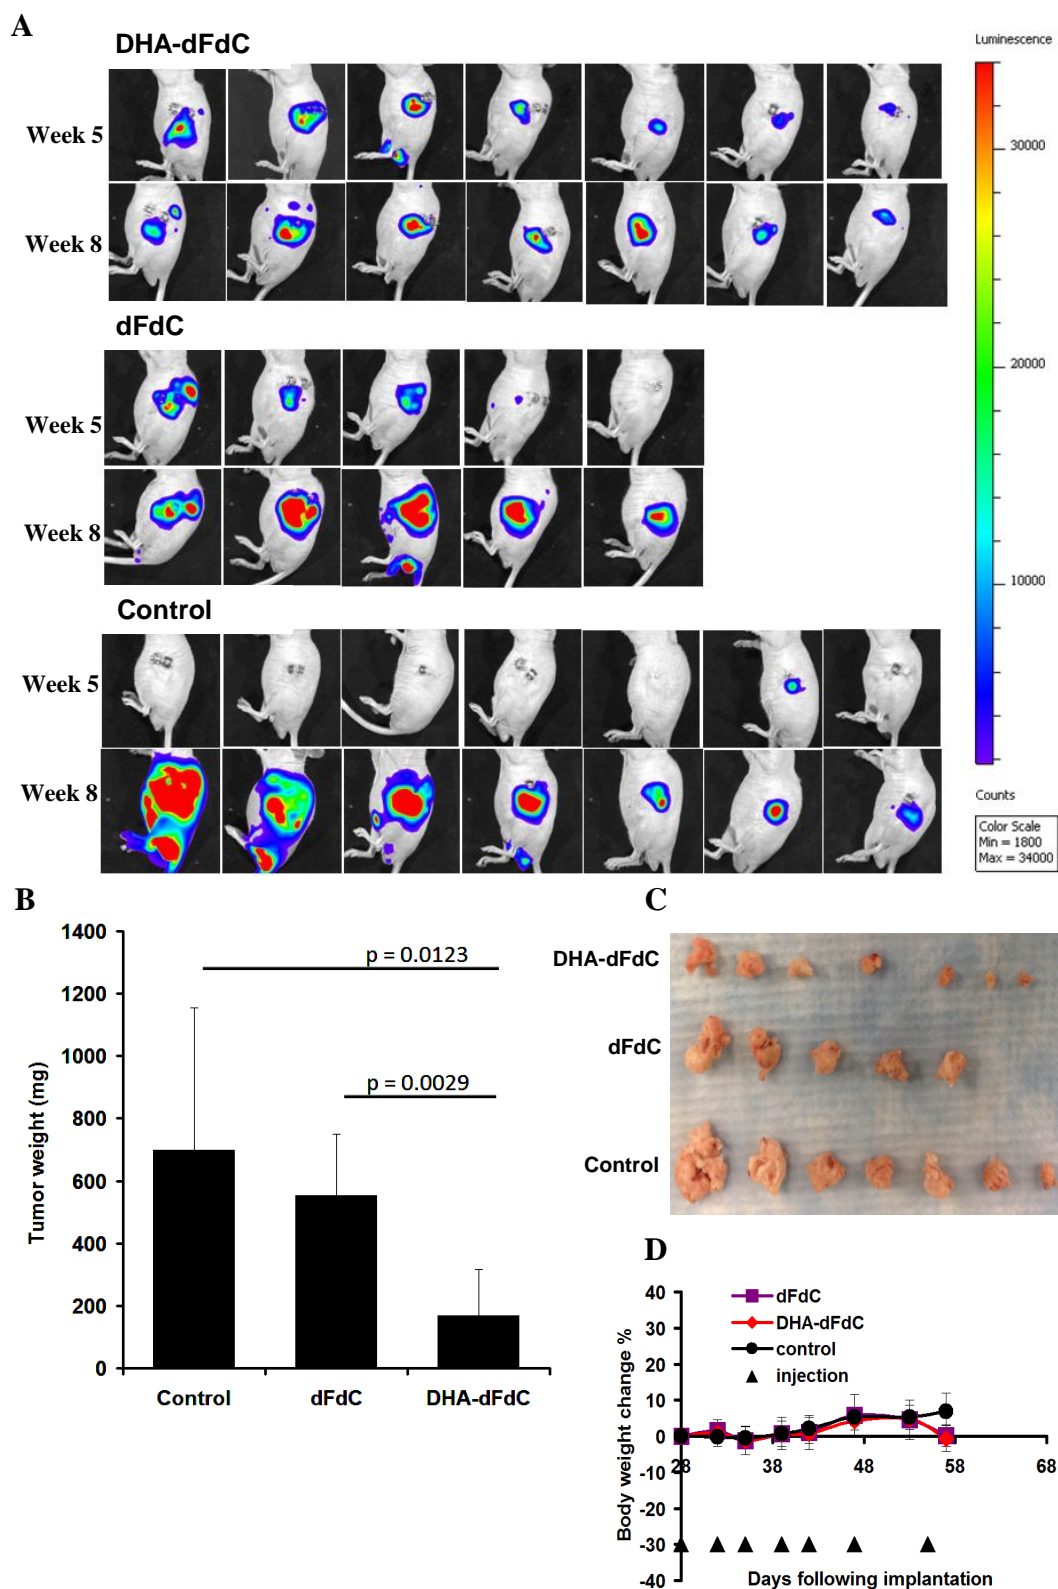 A
DHA-dFdC
Week 5
Week 8
dFdC
Week 5
Week 8
Control
Week 5
Week 8
Luminescence
30000
20000
10000
Counts
Color Scale
Min = 1800
Max = 34000
B
1400
1200
1000
800
600
400
200
0
Tumor weight (mg)
p = 0.0123
p = 0.0029
Control
dFdC
DHA-dFdC
C
DHA-dFdC
dFdC
Control
D
40
30
20
10
0
-10
-20
-30
-40
Body weight change %
dFdC
DHA-dFdC
control
injection
28
38
48
58
68
Days following implantation